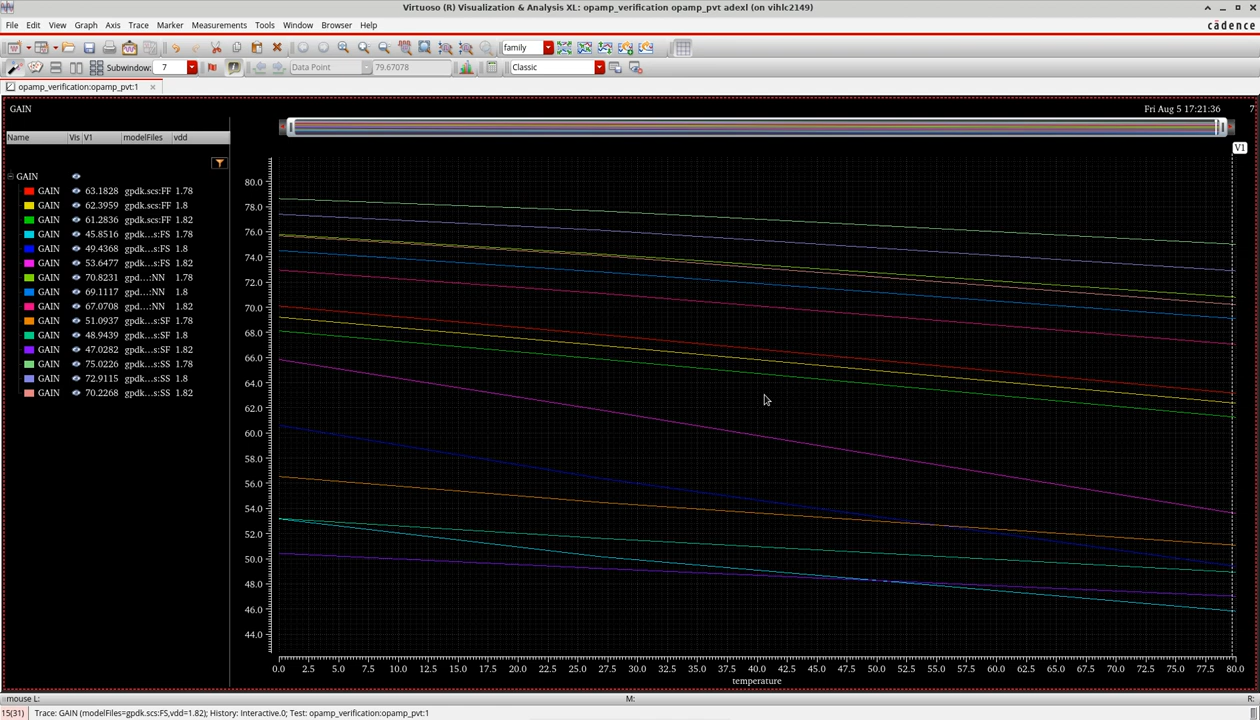 Virtuoso (R) Visualization & Analysis XL: opamp_verification opamp_pvt adexl (on vihlc2149)
File Edit View Graph Axis Trace Marker Measurements Tools Window Browser Help
cādence
family
Subwindow: 7 Data Point 79.67078 Classic
opamp_verification:opamp_pvt:1
GAIN Fri Aug 5 17:21:36 7
Name Vis V1 modelFiles vdd
V1
GAIN
GAIN 63.1828 gpdk.scs:FF 1.78
GAIN 62.3959 gpdk.scs:FF 1.8
GAIN 61.2836 gpdk.scs:FF 1.82
GAIN 45.8516 gpdk...s:FS 1.78
GAIN 49.4368 gpdk...s:FS 1.8
GAIN 53.6477 gpdk...s:FS 1.82
GAIN 70.8231 gpd...:NN 1.78
GAIN 69.1117 gpd...:NN 1.8
GAIN 67.0708 gpd...:NN 1.82
GAIN 51.0937 gpdk...s:SF 1.78
GAIN 48.9439 gpdk...s:SF 1.8
GAIN 47.0282 gpdk...s:SF 1.82
GAIN 75.0226 gpdk...s:SS 1.78
GAIN 72.9115 gpdk...s:SS 1.8
GAIN 70.2268 gpdk...s:SS 1.82
80.0
78.0
76.0
74.0
72.0
70.0
68.0
66.0
64.0
62.0
60.0
58.0
56.0
54.0
52.0
50.0
48.0
46.0
44.0
0.0 2.5 5.0 7.5 10.0 12.5 15.0 17.5 20.0 22.5 25.0 27.5 30.0 32.5 35.0 37.5 40.0 42.5 45.0 47.5 50.0 52.5 55.0 57.5 60.0 62.5 65.0 67.5 70.0 72.5 75.0 77.5 80.0
temperature
mouse L: M: R:
15(31) Trace: GAIN (modelFiles=gpdk.scs:FS,vdd=1.82); History: Interactive.0; Test: opamp_verification:opamp_pvt:1